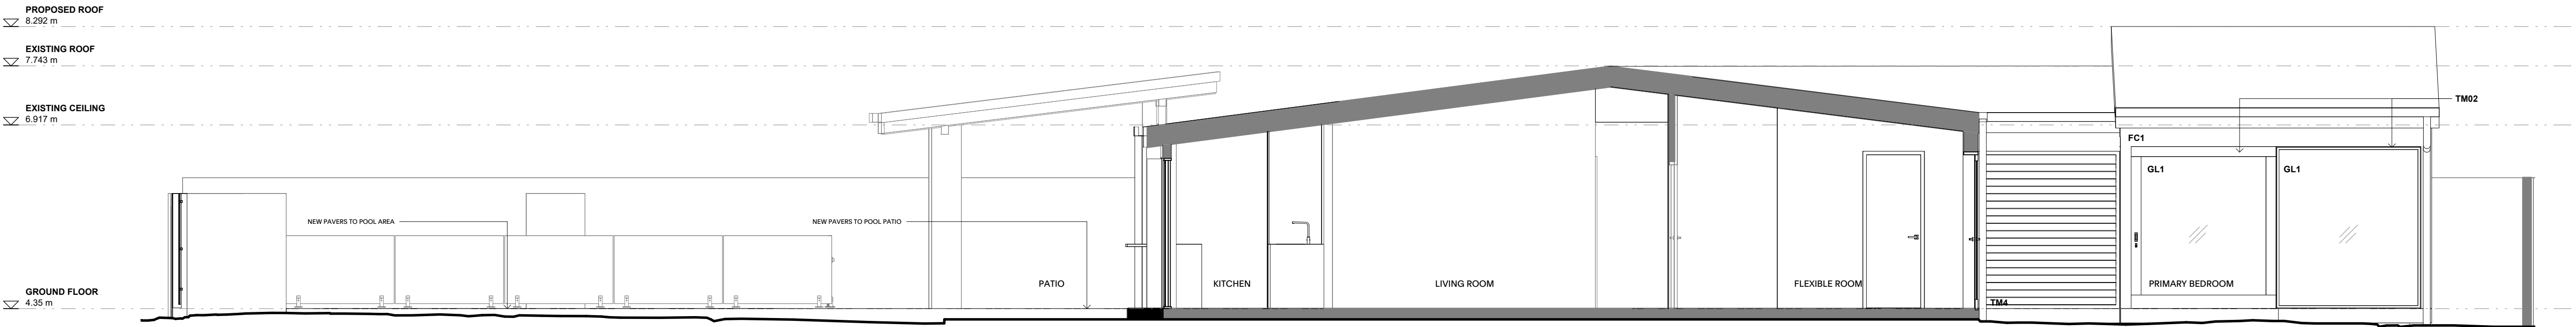 PROPOSED ROOF
8.292 m
EXISTING ROOF
7.743 m
EXISTING CEILING
6.917 m
TM02
FC1
GL1
GL1
NEW PAVERS TO POOL AREA
NEW PAVERS TO POOL PATIO
PATIO
KITCHEN
LIVING ROOM
FLEXIBLE ROOM
PRIMARY BEDROOM
GROUND FLOOR
4.35 m
TM4